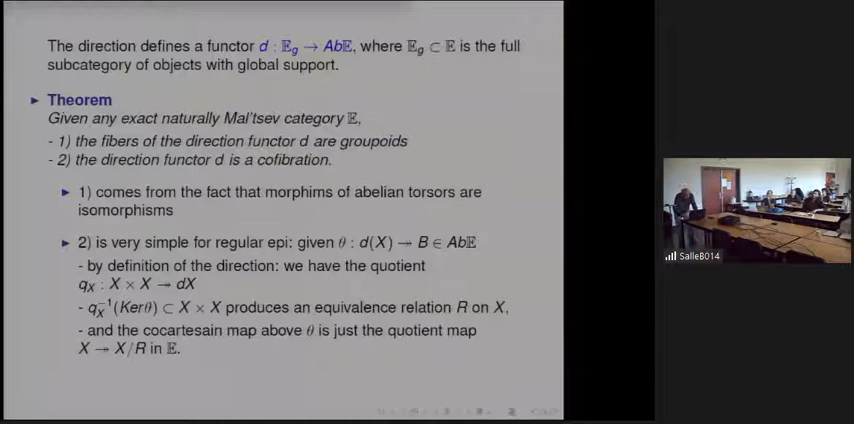 The direction defines a functor d : 𝔼g → Ab𝔼, where 𝔼g ⊂ 𝔼 is the full
subcategory of objects with global support.
► Theorem
Given any exact naturally Mal'tsev category 𝔼,
- 1) the fibers of the direction functor d are groupoids
- 2) the direction functor d is a cofibration.
► 1) comes from the fact that morphims of abelian torsors are
isomorphisms
► 2) is very simple for regular epi: given θ : d(X) ↠ B ∈ Ab𝔼
- by definition of the direction: we have the quotient
qX : X × X ↠ dX
- qX⁻¹(Kerθ) ⊂ X × X produces an equivalence relation R on X,
- and the cocartesain map above θ is just the quotient map
X ↠ X/R in 𝔼.
SalleB014